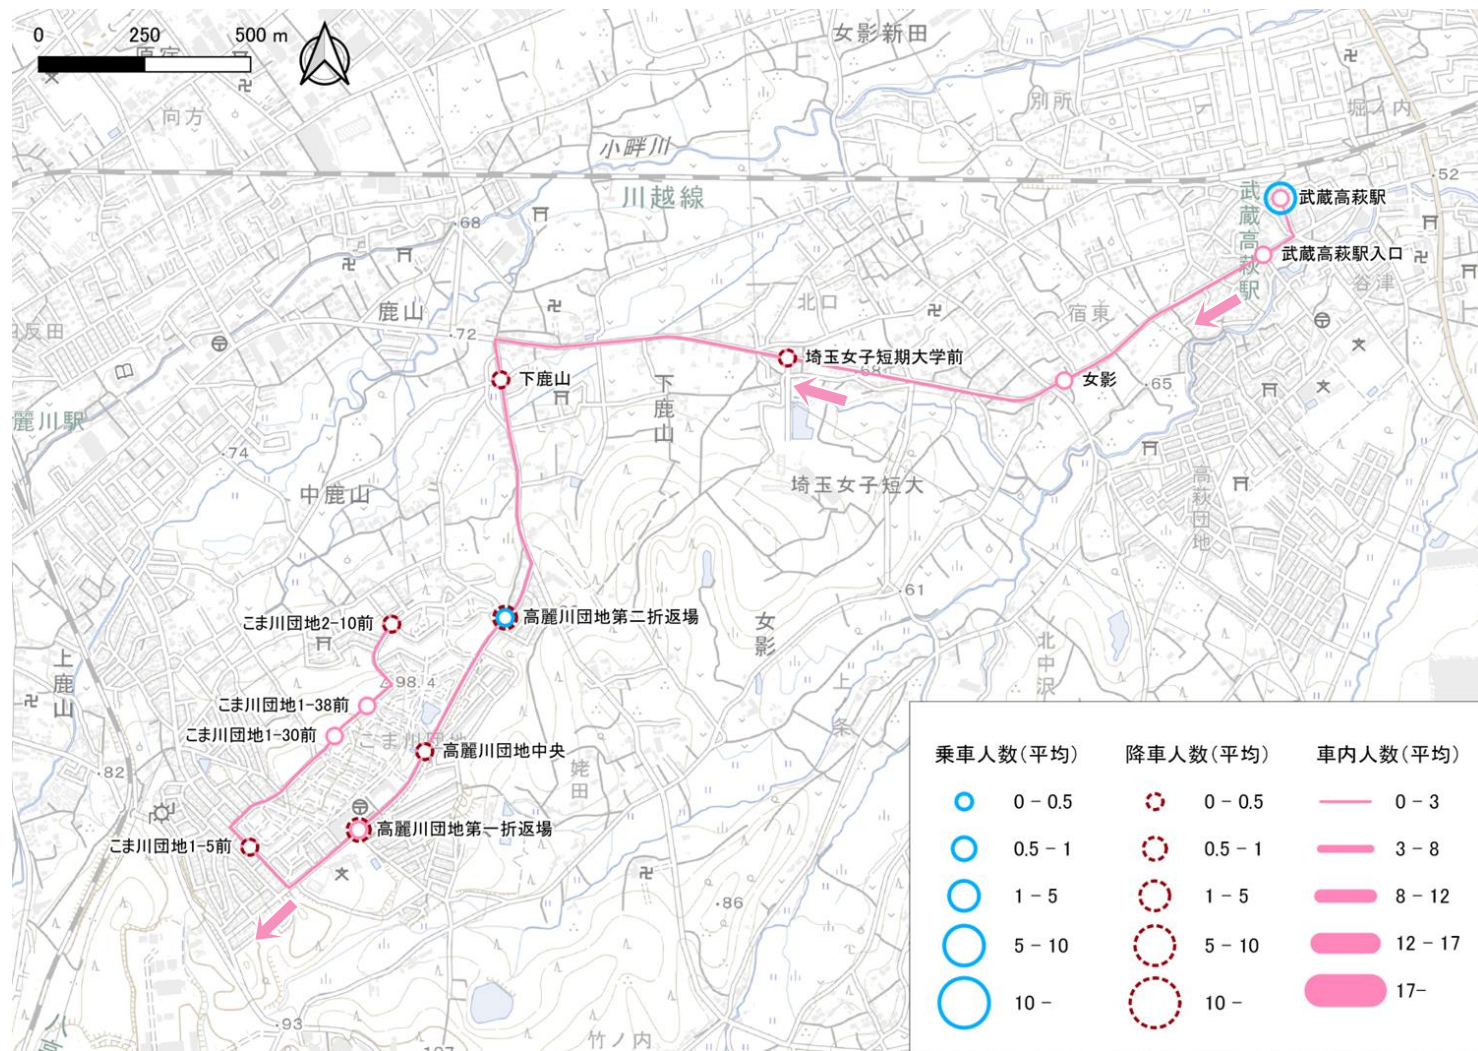 0 250 500 m
原宿
向方
女影新田
別所
堀ノ内
小畔川
川越線
52
武蔵高萩駅
武蔵高萩駅
武蔵高萩駅入口
谷津
68
北口
宿東
鹿山
72
埼玉女子短期大学前
68
下鹿山
下鹿山
女影
65
麗川駅
74
中鹿山
埼玉女子短大
高萩団地
61
こま川団地2-10前
高麗川団地第二折返場
女影
北中沢
上鹿山
98.4
こま川団地1-38前
こま川団地1-30前
こま川団地
高麗川団地中央
姥田
上
条
82
高麗川団地第一折返場
こま川団地1-5前
86
93
竹ノ内
107
乗車人数(平均) 降車人数(平均) 車内人数(平均)
0 - 0.5 0 - 0.5 0 - 3
0.5 - 1 0.5 - 1 3 - 8
1 - 5 1 - 5 8 - 12
5 - 10 5 - 10 12 - 17
10 - 10 - 17-